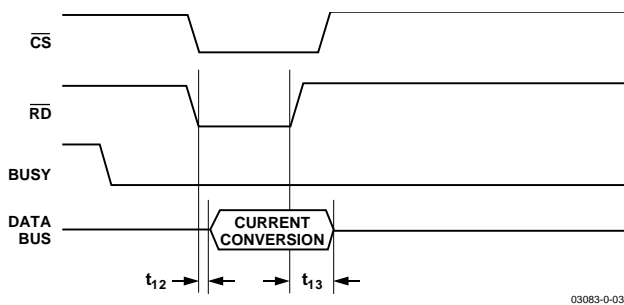 CS
RD
BUSY
DATA
BUS
CURRENT
CONVERSION
t12
t13
03083-0-03